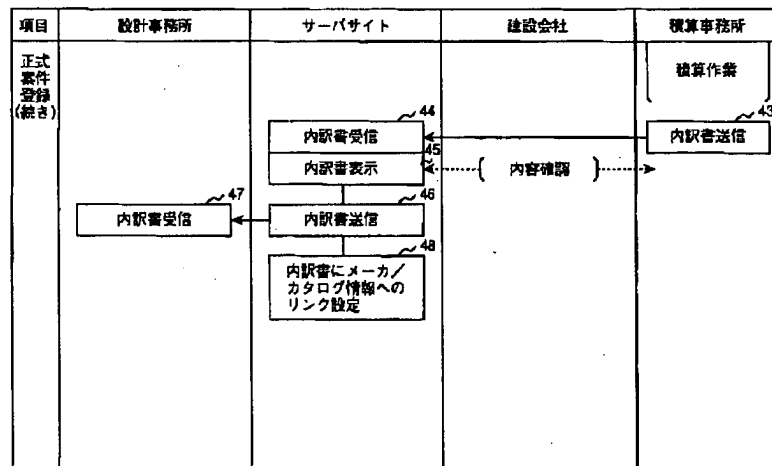 項目 設計事務所 サーバサイト 建設会社 積算事務所
正式
案件
登録
(続き)
積算作業
44 43
内訳書受信 内訳書送信
45
内訳書表示 内容確認
47 46
内訳書受信 内訳書送信
48
内訳書にメーカ／
カタログ情報への
リンク設定